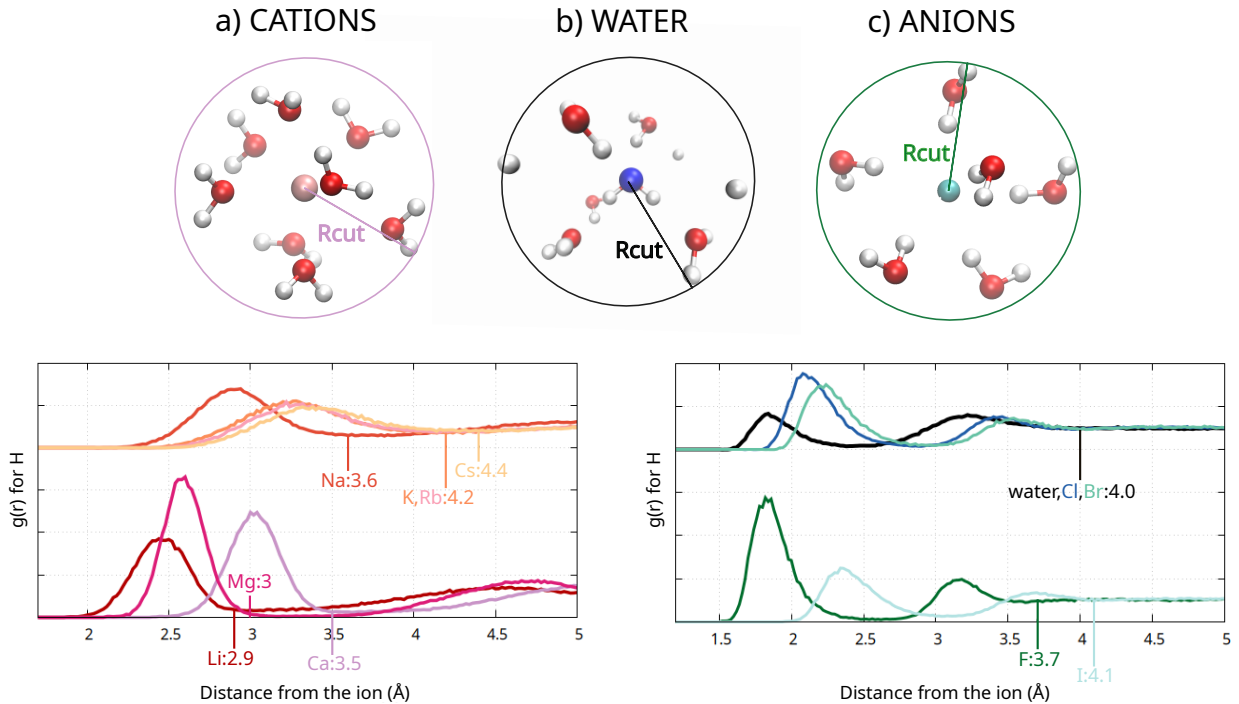 a) CATIONS
b) WATER
c) ANIONS
Rcut
Rcut
Rcut
g(r) for H
Na:3.6
K,Rb:4.2
Cs:4.4
Mg:3
Li:2.9
Ca:3.5
2
2.5
3
3.5
4
4.5
5
Distance from the ion (Å)
g(r) for H
water,Cl,Br:4.0
F:3.7
I:4.1
1.5
2
2.5
3
3.5
4
4.5
5
Distance from the ion (Å)